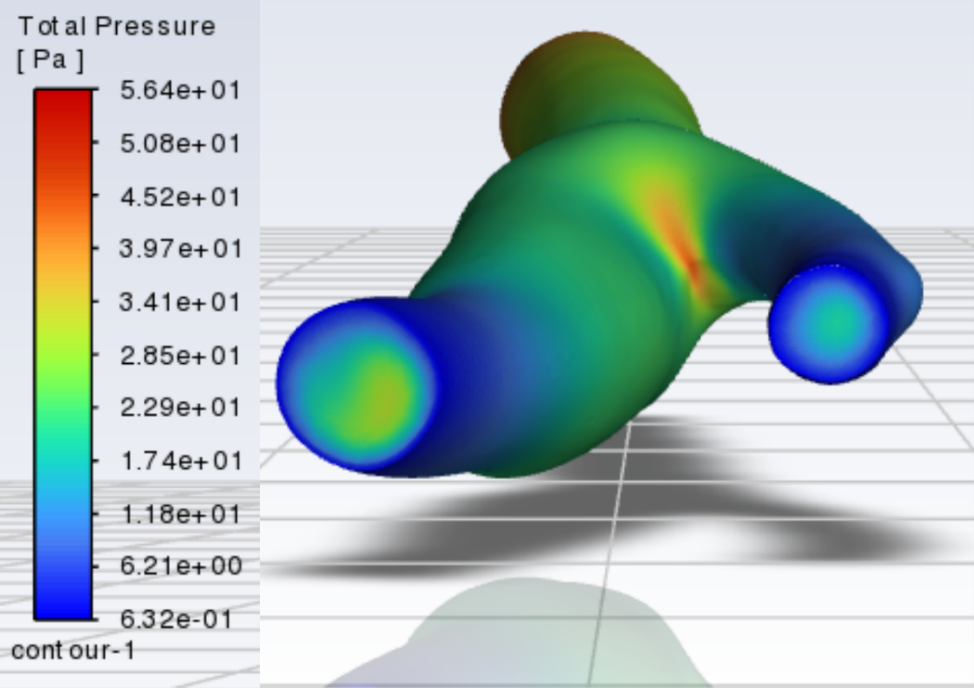 Total Pressure
[ Pa ]
5.64e+01
5.08e+01
4.52e+01
3.97e+01
3.41e+01
2.85e+01
2.29e+01
1.74e+01
1.18e+01
6.21e+00
6.32e-01
contour-1